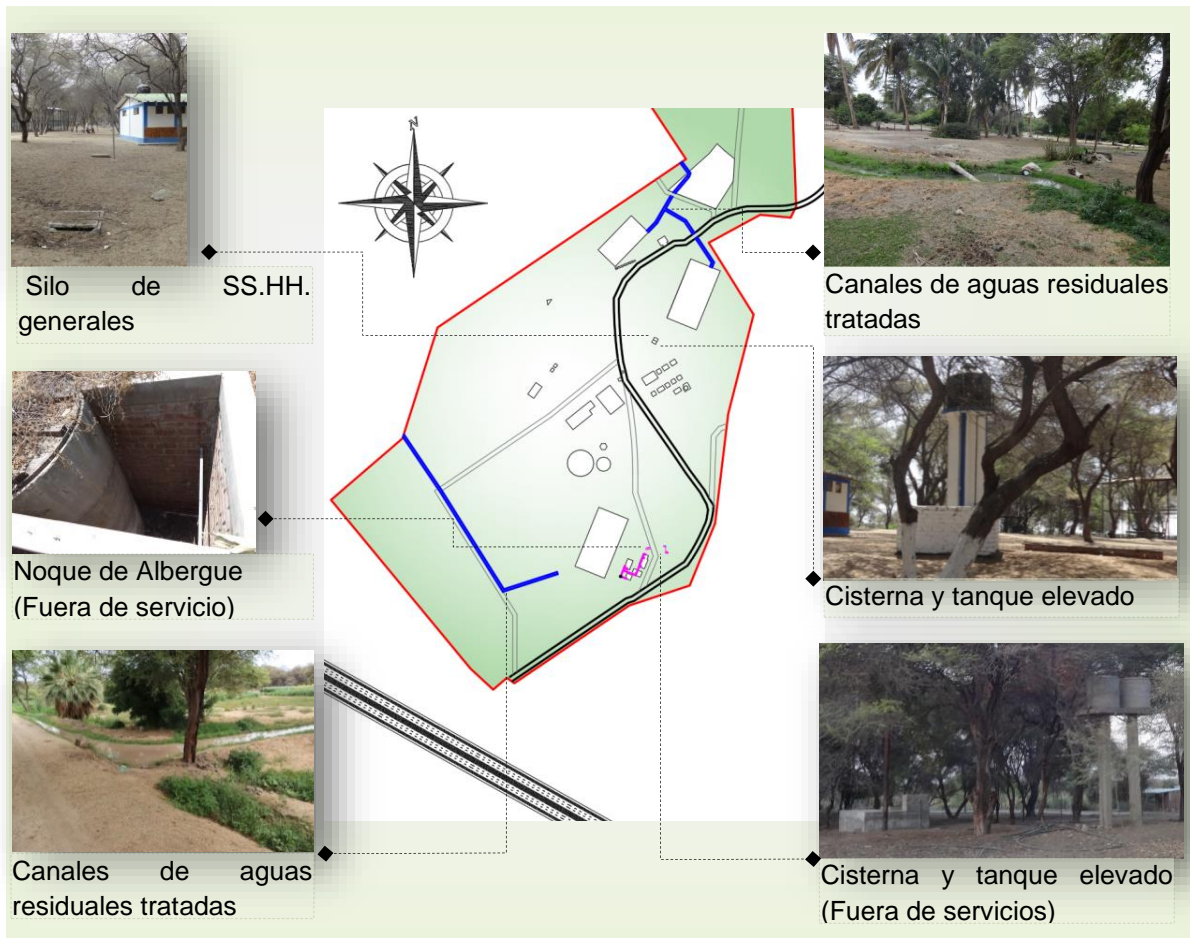 N
Silo de SS.HH.
generales
Noque de Albergue
(Fuera de servicio)
Canales de aguas
residuales tratadas
Canales de aguas residuales
tratadas
Cisterna y tanque elevado
Cisterna y tanque elevado
(Fuera de servicios)